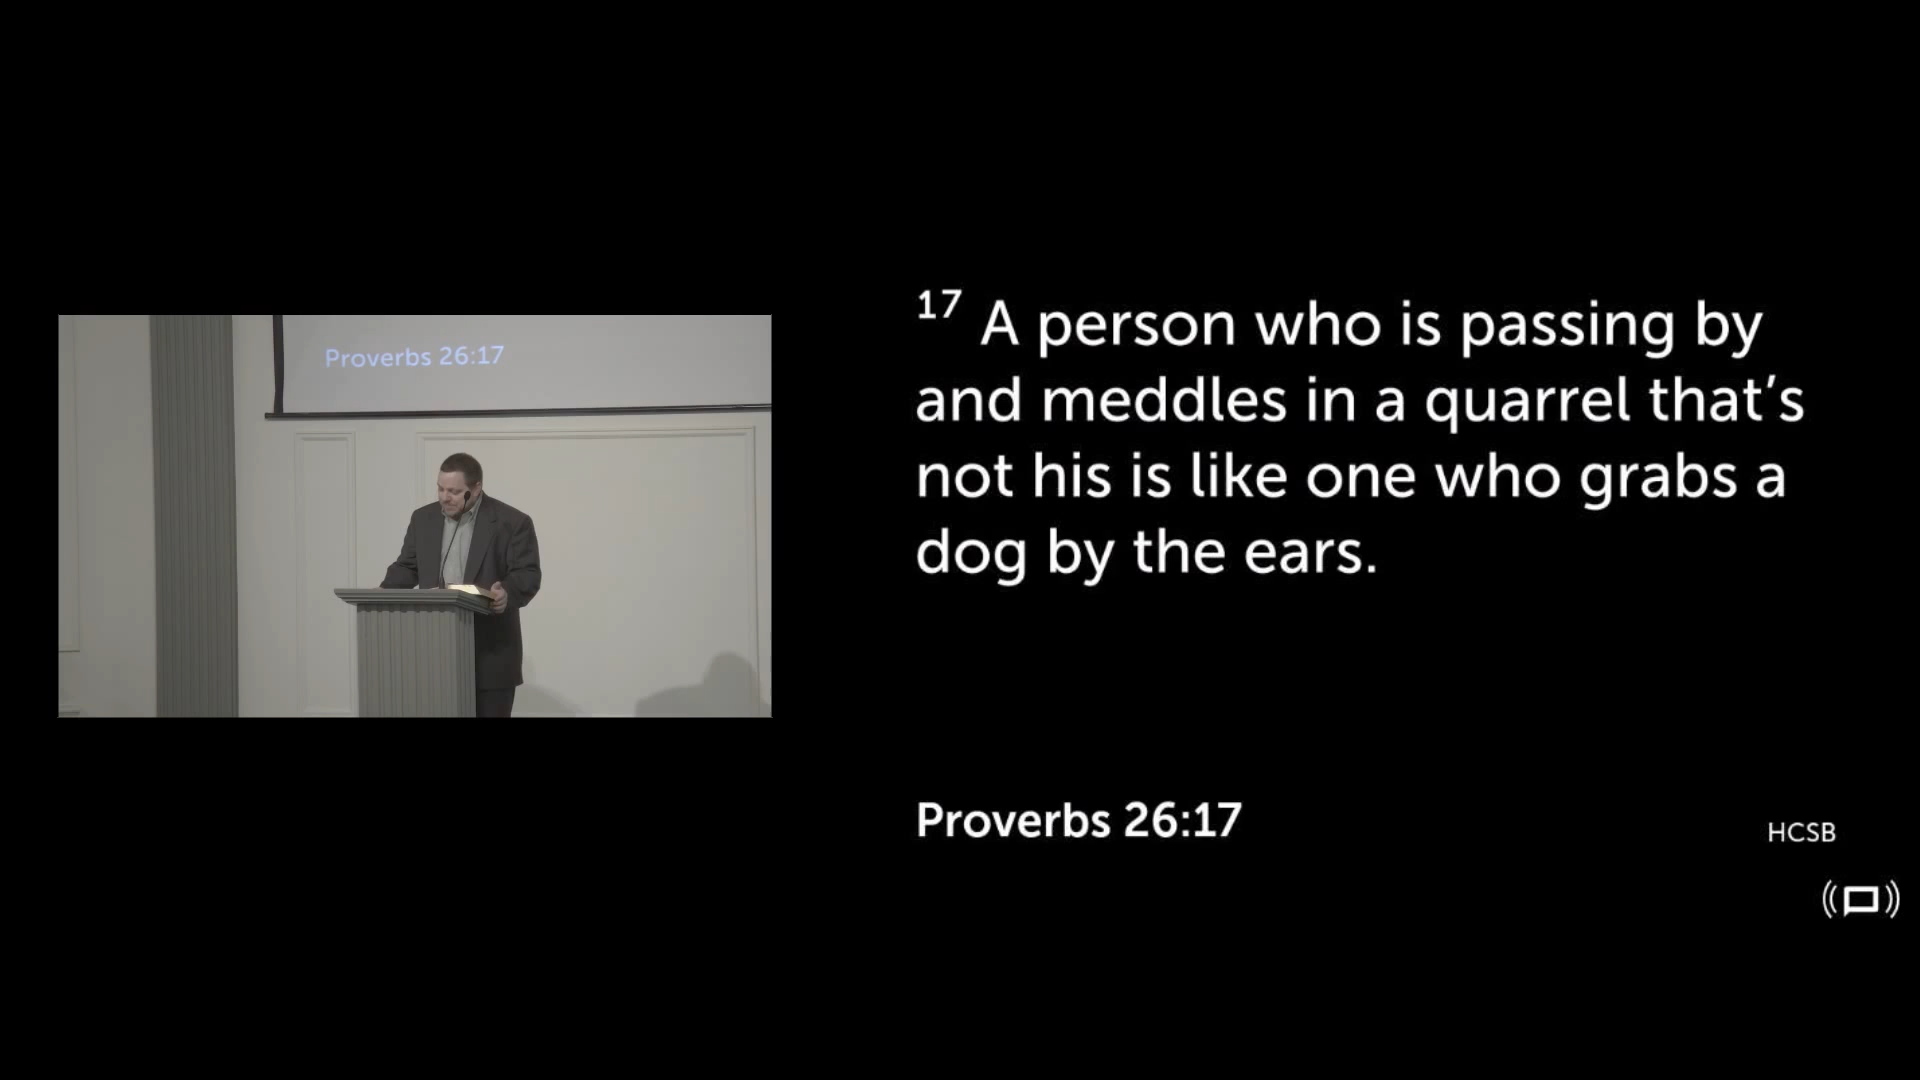 Proverbs 26:17
17 A person who is passing by
and meddles in a quarrel that’s
not his is like one who grabs a
dog by the ears.
Proverbs 26:17
HCSB